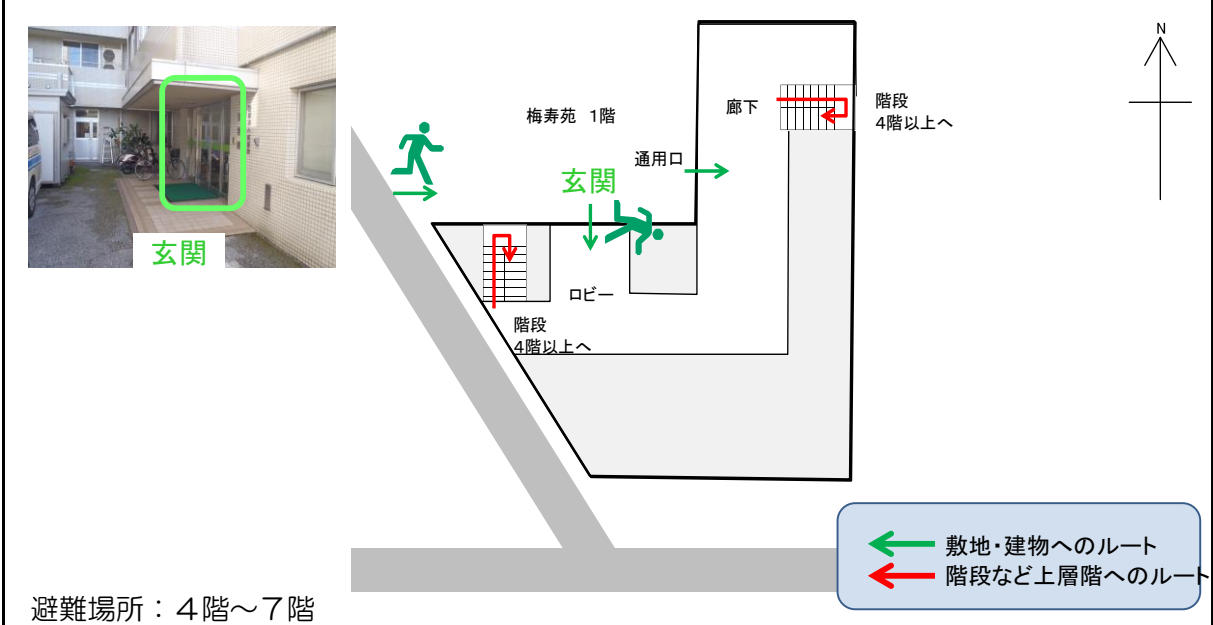 N
梅寿苑 1階
廊下
階段
4階以上へ
通用口
玄関
玄関
ロビー
階段
4階以上へ
敷地・建物へのルート
階段など上層階へのルート
避難場所：４階～７階